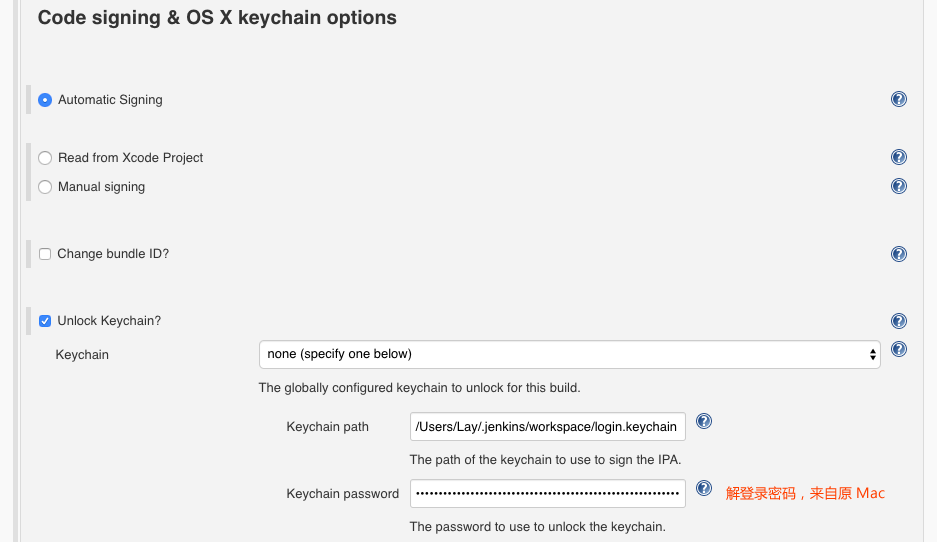 Code signing & OS X keychain options
Automatic Signing
Read from Xcode Project
Manual signing
Change bundle ID?
Unlock Keychain?
Keychain
none (specify one below)
The globally configured keychain to unlock for this build.
Keychain path
/Users/Lay/.jenkins/workspace/login.keychain
The path of the keychain to use to sign the IPA.
Keychain password
解登录密码，来自原 Mac
The password to use to unlock the keychain.